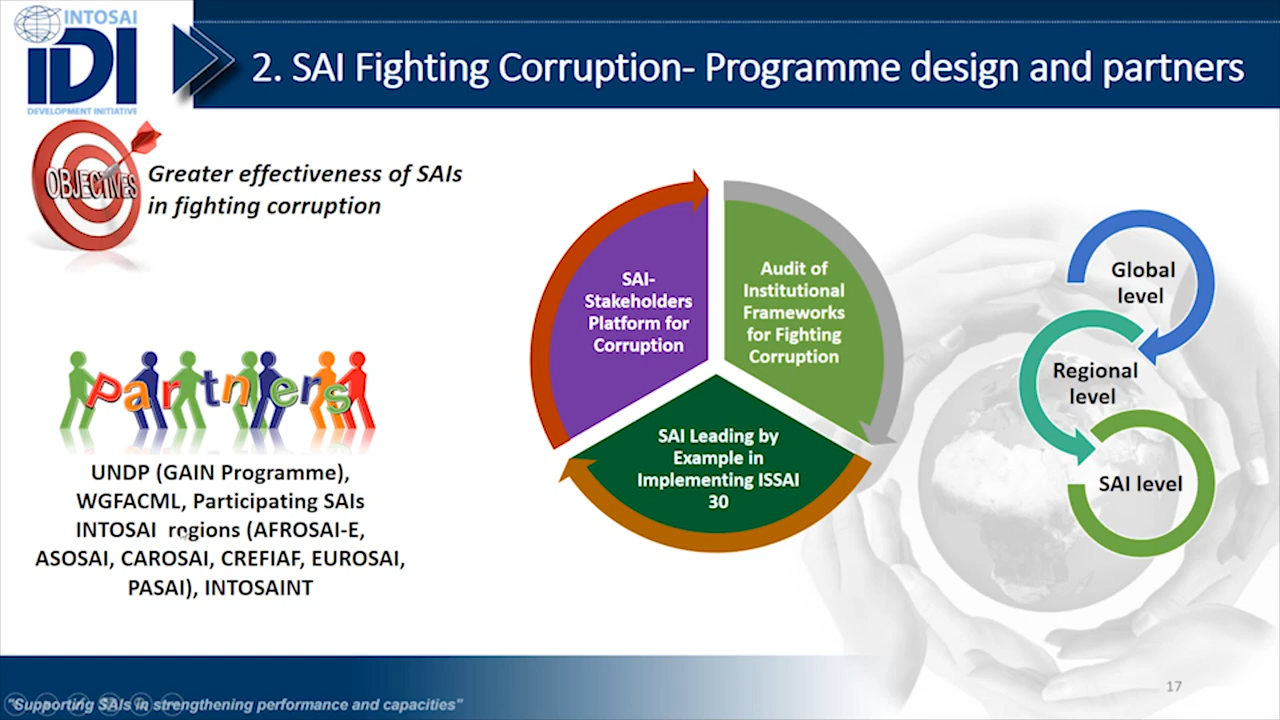 INTOSAI
IDI
DEVELOPMENT INITIATIVE
2. SAI Fighting Corruption- Programme design and partners
OBJECTIVES
Greater effectiveness of SAIs
in fighting corruption
Partners
UNDP (GAIN Programme),
WGFACML, Participating SAIs
INTOSAI regions (AFROSAI-E,
ASOSAI, CAROSAI, CREFIAF, EUROSAI,
PASAI), INTOSAINT
SAI-
Stakeholders
Platform for
Corruption
Audit of
Institutional
Frameworks
for Fighting
Corruption
SAI Leading by
Example in
Implementing ISSAI
30
Global
level
Regional
level
SAI level
17
"Supporting SAIs in strengthening performance and capacities"